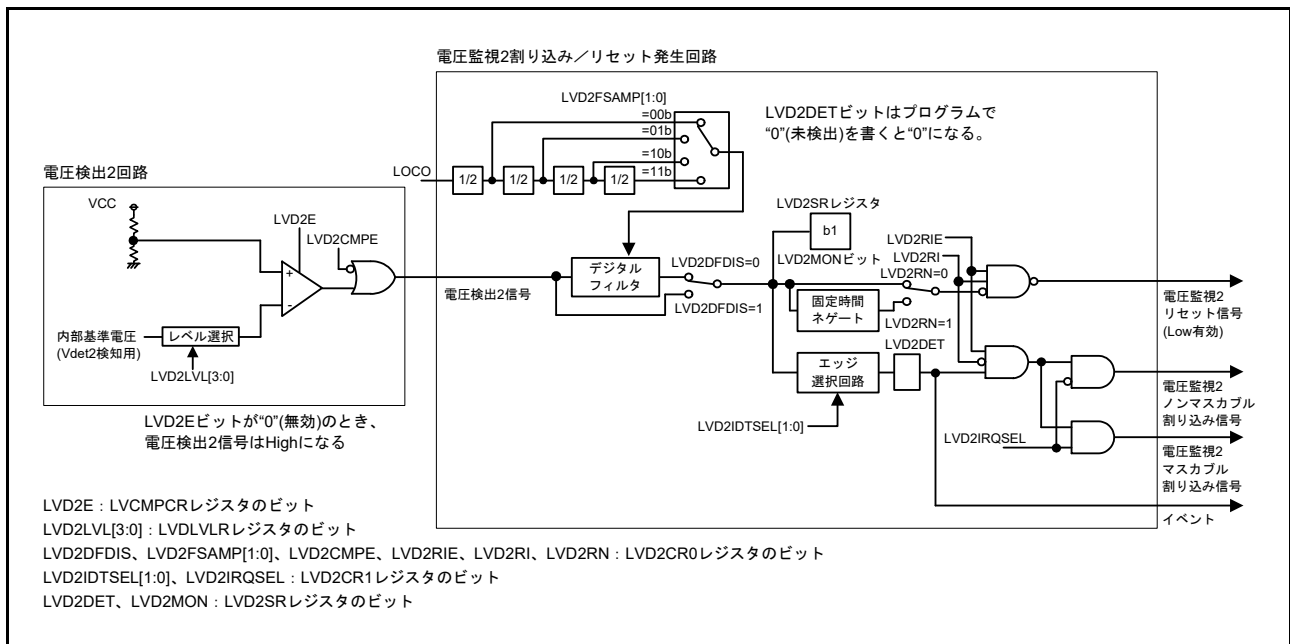 電圧監視2割り込み／リセット発生回路
LVD2FSAMP[1:0]
=00b
=01b
=10b
=11b
LOCO
1/2
1/2
1/2
1/2
LVD2DETビットはプログラムで
“0”(未検出)を書くと“0”になる。
電圧検出2回路
VCC
LVD2E
LVD2CMPE
+
-
内部基準電圧
(Vdet2検知用)
レベル選択
LVD2LVL[3:0]
LVD2Eビットが“0”(無効)のとき、
電圧検出2信号はHighになる
電圧検出2信号
デジタル
フィルタ
LVD2DFDIS=0
LVD2DFDIS=1
LVD2SRレジスタ
b1
LVD2MONビット
LVD2RIE
LVD2RI
LVD2RN=0
固定時間
ネゲート
LVD2RN=1
エッジ
選択回路
LVD2DET
LVD2IDTSEL[1:0]
LVD2IRQSEL
電圧監視2
リセット信号
(Low有効)
電圧監視2
ノンマスカブル
割り込み信号
電圧監視2
マスカブル
割り込み信号
イベント
LVD2E：LVCMPCRレジスタのビット
LVD2LVL[3:0]：LVDLVLRレジスタのビット
LVD2DFDIS、LVD2FSAMP[1:0]、LVD2CMPE、LVD2RIE、LVD2RI、LVD2RN：LVD2CR0レジスタのビット
LVD2IDTSEL[1:0]、LVD2IRQSEL：LVD2CR1レジスタのビット
LVD2DET、LVD2MON：LVD2SRレジスタのビット